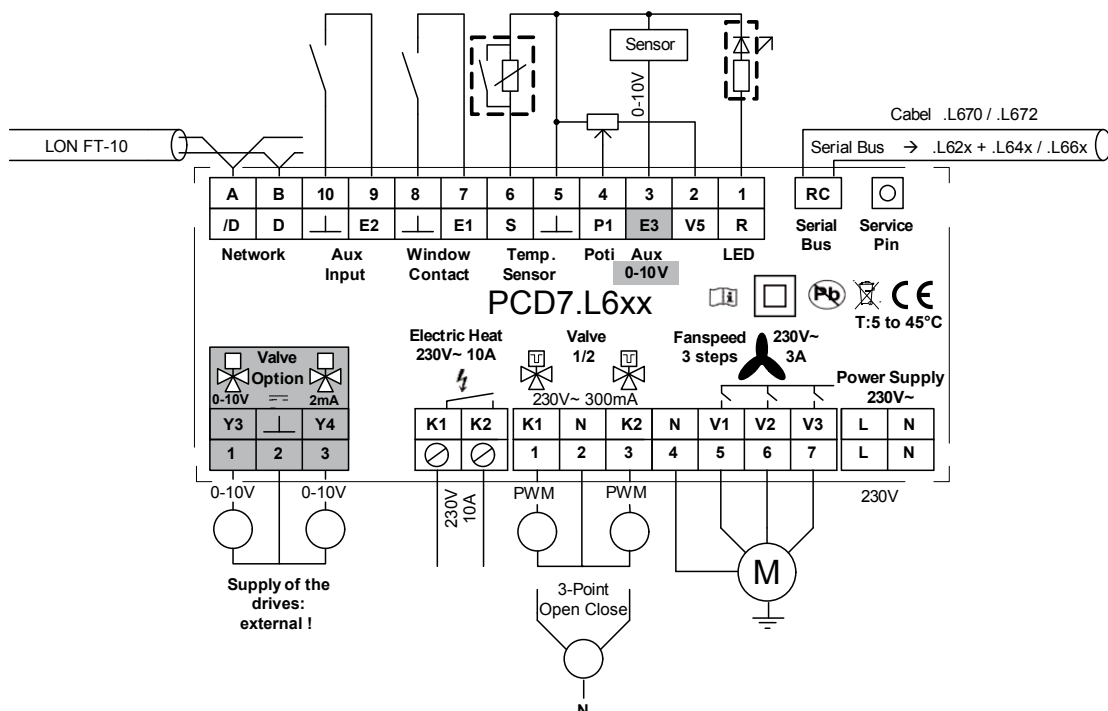 Sensor
0-10V
Cabel .L670 / .L672
LON FT-10
Serial Bus → .L62x + .L64x / .L66x
A B 10 9 8 7 6 5 4 3 2 1 RC
/D D ⊥ E2 ⊥ E1 S ⊥ P1 E3 V5 R
Serial Bus
Service Pin
Network
Aux Input
Window Contact
Temp. Sensor
Poti
Aux
0-10V
LED
PCD7.L6xx
i
Pb
CE
T:5 to 45°C
Electric Heat
230V~ 10A
Valve
1/2
Fanspeed
3 steps
230V~
3A
Power Supply
230V~
Valve
Option
0-10V
2mA
230V~ 300mA
Y3 ⊥ Y4
1 2 3
K1 K2
K1 N K2 N V1 V2 V3
1 2 3 4 5 6 7
L N
L N
0-10V
0-10V
230V
10A
PWM
PWM
230V
M
Supply of the
drives:
external !
3-Point
Open Close
N